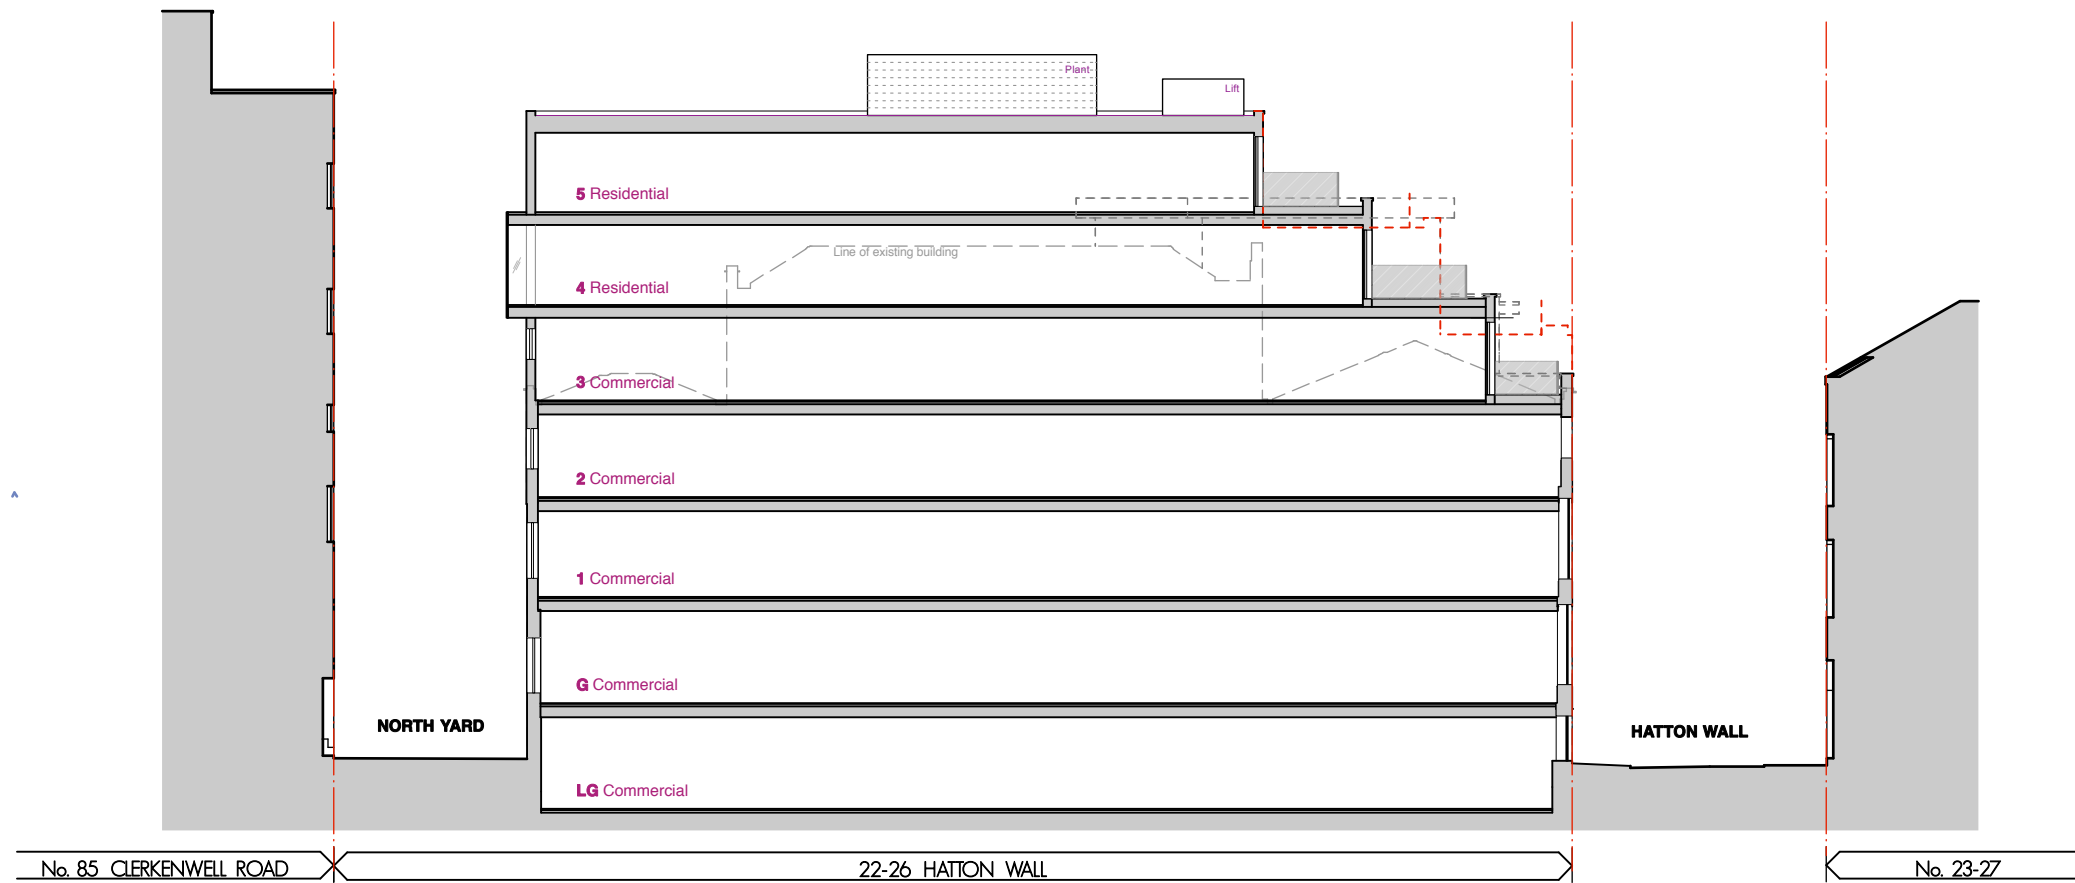 Plant
Lift
5 Residential
Line of existing building
4 Residential
3 Commercial
2 Commercial
1 Commercial
G Commercial
NORTH YARD
HATTON WALL
LG Commercial
No. 85 CLERKENWELL ROAD
22-26 HATTON WALL
No. 23-27